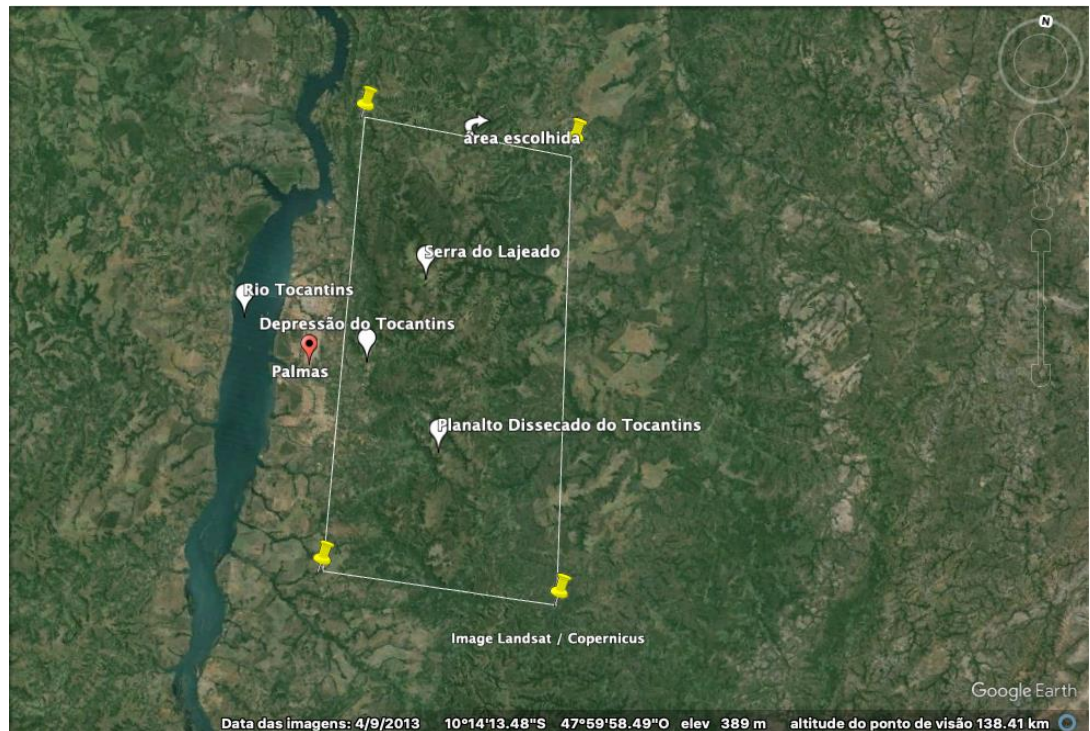 N
área escolhida
Serra do Lajeado
Rio Tocantins
Depressão do Tocantins
Palmas
Planalto Dissecado do Tocantins
Image Landsat / Copernicus
Google Earth
Data das imagens: 4/9/2013 10°14'13.48"S 47°59'58.49"O elev 389 m altitude do ponto de visão 138.41 km